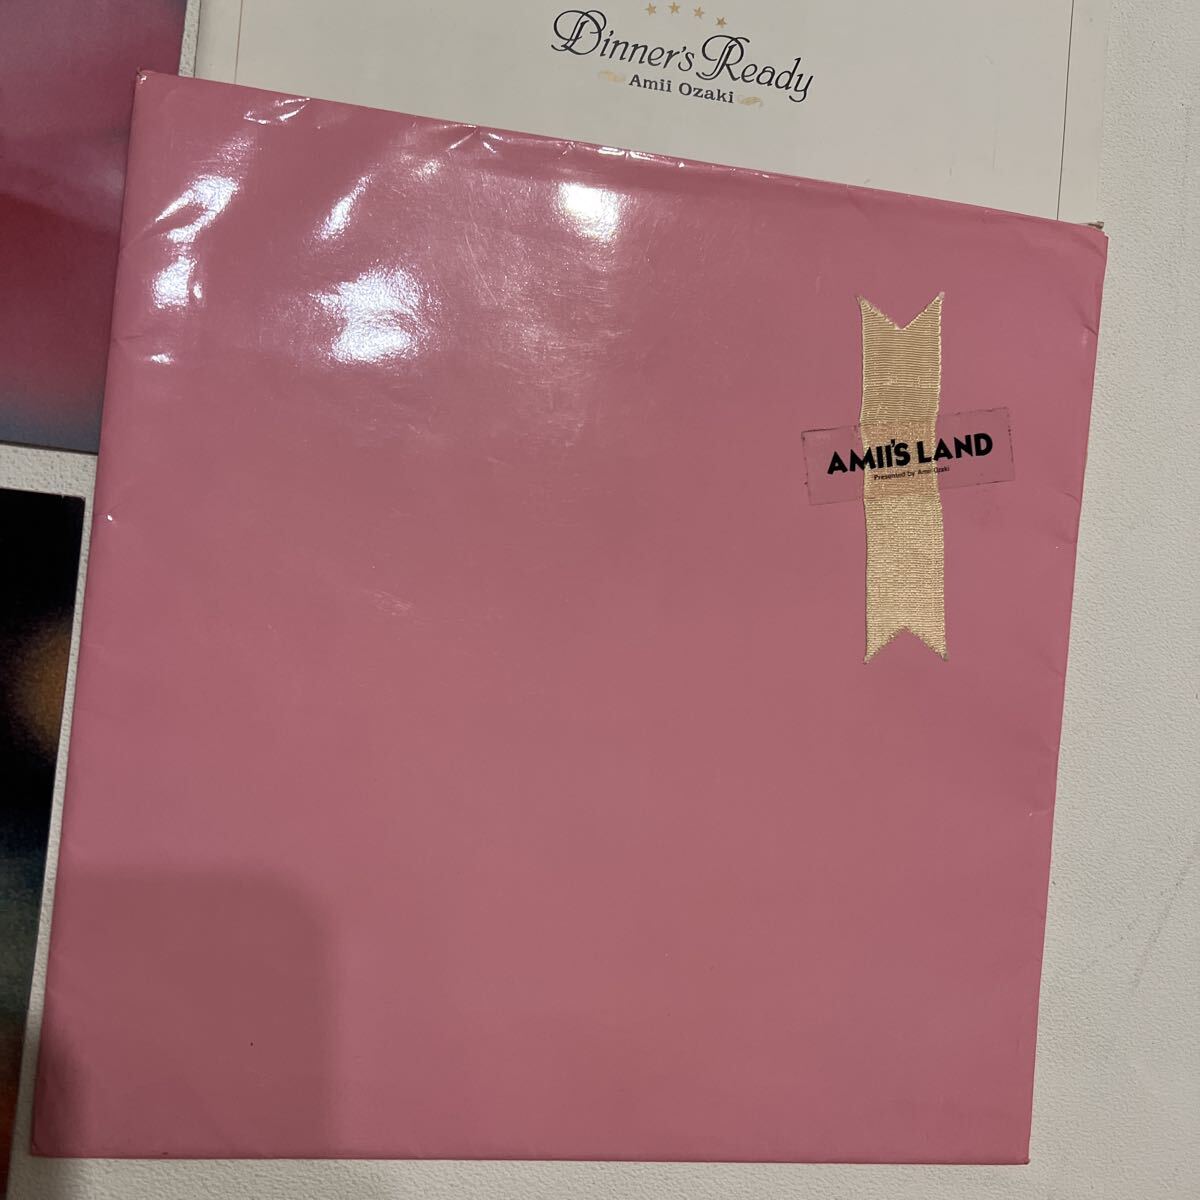 Dinner's Ready
Amii Ozaki
AMII'S LAND
Presented by Amii Ozaki